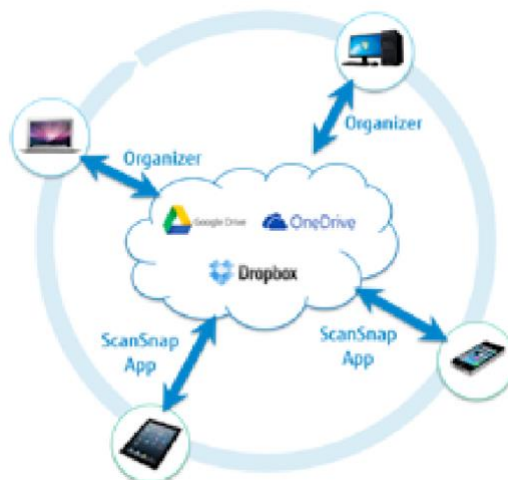 Organizer
Organizer
Google Drive
OneDrive
Dropbox
ScanSnap
App
ScanSnap
App